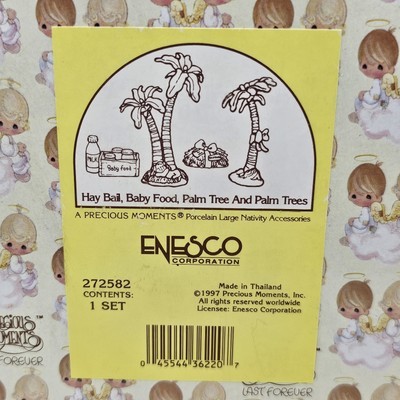 MILK
Baby food
Hay Bail, Baby Food, Palm Tree And Palm Trees
A PRECIOUS MOMENTS® Porcelain Large Nativity Accessories
ENESCO
CORPORATION
272582
CONTENTS:
1 SET
Made in Thailand
©1997 Precious Moments, Inc.
All rights reserved worldwide
Licensee: Enesco Corporation
0 45544 36220 7
TM
LAST FOREVER